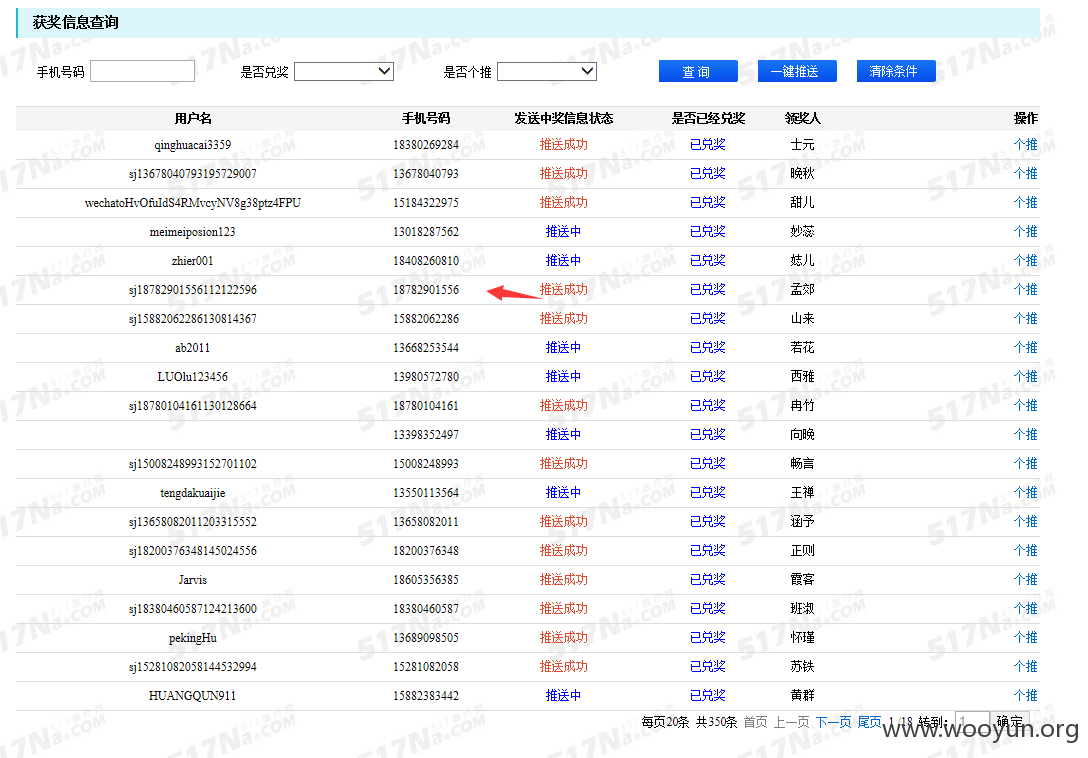 获奖信息查询
手机号码 是否兑奖 是否个推 查询 一键推送 清除条件
用户名 手机号码 发送中奖信息状态 是否已经兑奖 领奖人 操作
qinghuacai3359 18380269284 推送成功 已兑奖 士元 个推
sj13678040793195729007 13678040793 推送成功 已兑奖 晚秋 个推
wechatoHvOfuIdS4RMvcyNV8g38ptz4FPU 15184322975 推送成功 已兑奖 甜儿 个推
meimeiposion123 13018287562 推送中 已兑奖 妙蕊 个推
zhier001 18408260810 推送中 已兑奖 儿 个推
sj18782901556112122596 18782901556 推送成功 已兑奖 孟郊 个推
sj15882062286130814367 15882062286 推送成功 已兑奖 山来 个推
ab2011 13668253544 推送中 已兑奖 若花 个推
LUOlu123456 13980572780 推送中 已兑奖 西雅 个推
sj18780104161130128664 18780104161 推送成功 已兑奖 冉竹 个推
13398352497 推送中 已兑奖 向晚 个推
sj15008248993152701102 15008248993 推送成功 已兑奖 畅言 个推
tengdakuaijie 13550113564 推送中 已兑奖 王禅 个推
sj13658082011203315552 13658082011 推送成功 已兑奖 涵予 个推
sj18200376348145024556 18200376348 推送成功 已兑奖 正则 个推
Jarvis 18605356385 推送成功 已兑奖 霞客 个推
sj18380460587124213600 18380460587 推送成功 已兑奖 班淑 个推
pekingHu 13689098505 推送成功 已兑奖 怀瑾 个推
sj15281082058144532994 15281082058 推送成功 已兑奖 苏轶 个推
HUANGQUN911 15882383442 推送中 已兑奖 黄群 个推
每页20条 共350条 首页 上一页 下一页 尾页 1/18 转到: 1 确定
www.wooyun.org
517Na.com